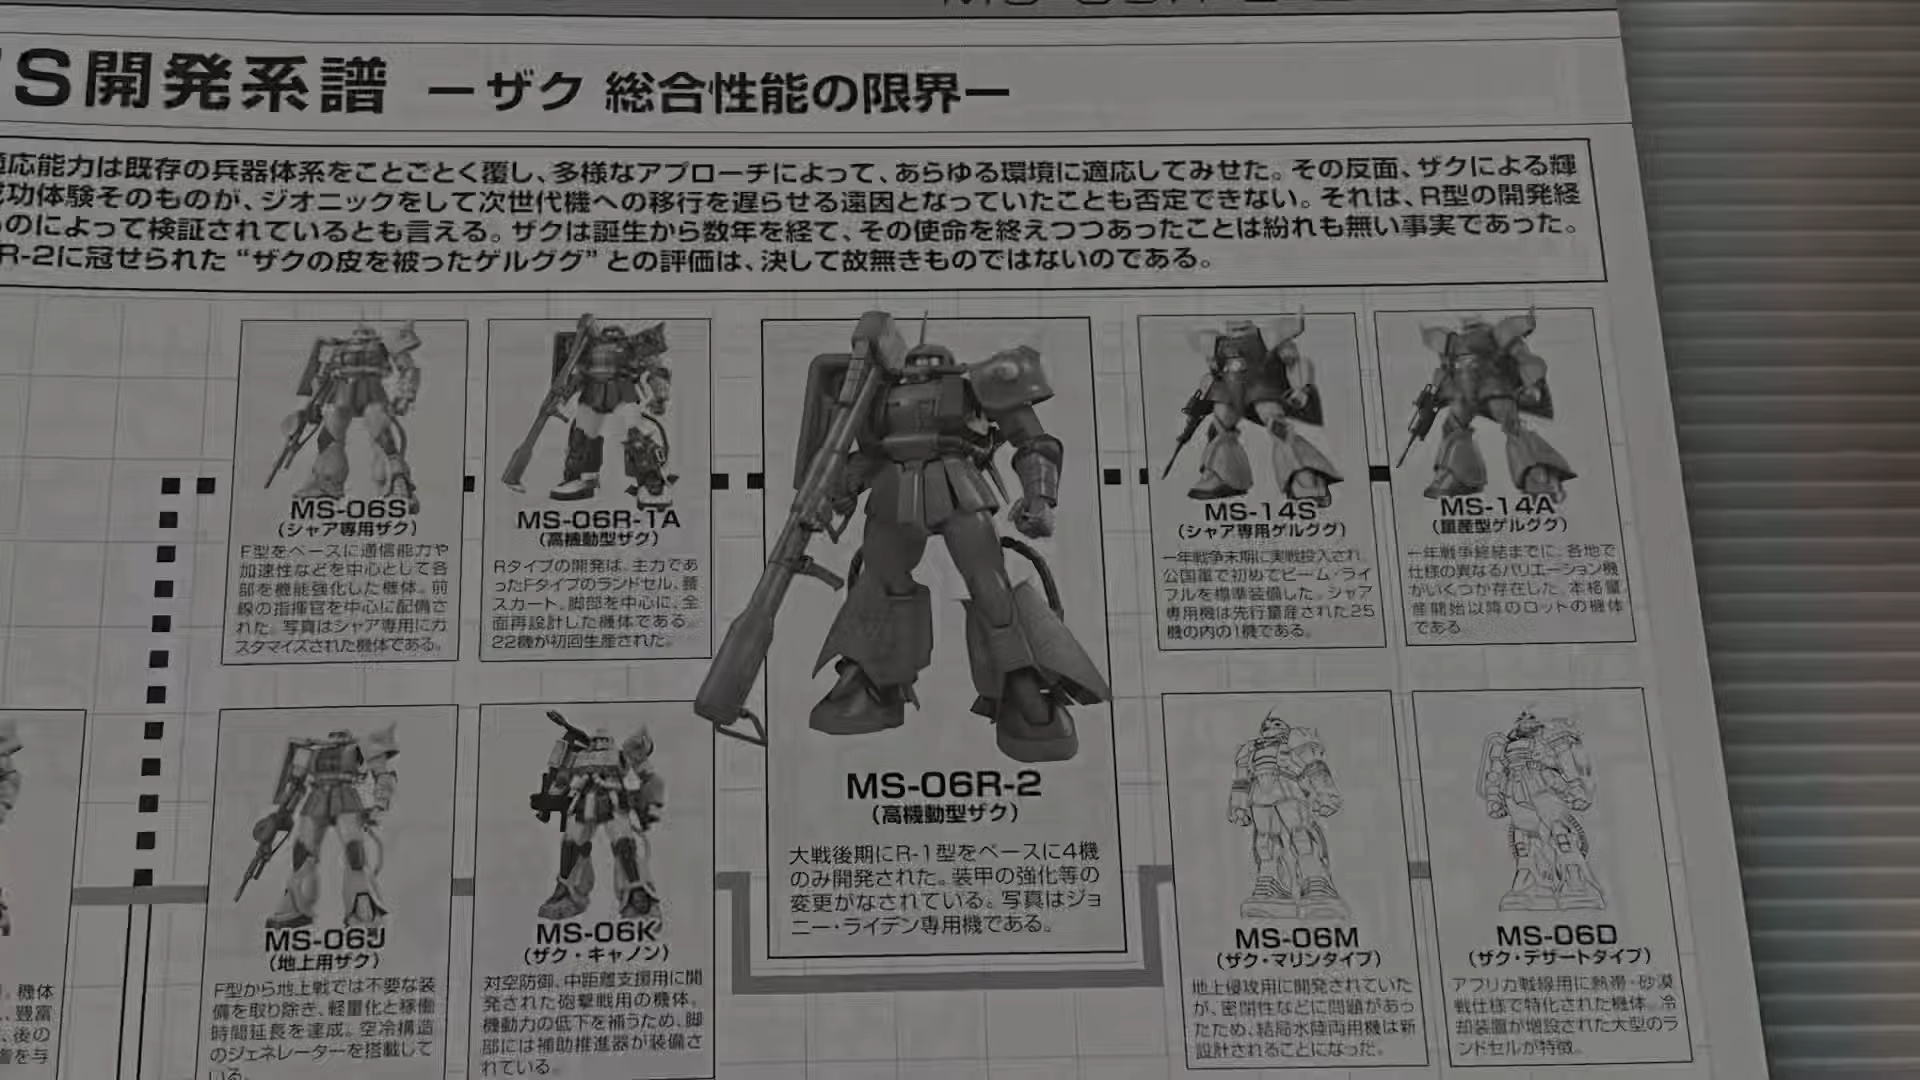 S開発系譜 ーザク 総合性能の限界ー
応能力は既存の兵器体系をことごとく覆し、多様なアプローチによって、あらゆる環境に適応してみせた。その反面、ザクによる輝
功体験そのものが、ジオニックをして次世代機への移行を遅らせる遠因となっていたことも否定できない。それは、R型の開発経
のによって検証されているとも言える。ザクは誕生から数年を経て、その使命を終えつつあったことは紛れも無い事実であった。
R-2に冠せられた“ザクの皮を被ったゲルググ”との評価は、決して故無きものではないのである。
MS-06S
(シャア専用ザク)
F型をベースに通信能力や
加速性などを中心として各
部を機能強化した機体。前
線の指揮官を中心に配備さ
れた。写真はシャア専用にカ
スタマイズされた機体である。
MS-06R-1A
(高機動型ザク)
Rタイプの開発は、主力であ
ったFタイプのランドセル、腰
スカート、脚部を中心に、全
面再設計した機体である。
22機が初回生産された。
MS-06R-2
(高機動型ザク)
大戦後期にR-1型をベースに4機
のみ開発された。装甲の強化等の
変更がなされている。写真はジョ
ニー・ライデン専用機である。
MS-14S
(シャア専用ゲルググ)
一年戦争末期に実戦投入され、
公国軍で初めてビーム・ライ
フルを標準装備した。シャア
専用機は先行量産された25
機の内の1機である。
MS-14A
(量産型ゲルググ)
一年戦争終結までに、各地で
仕様の異なるバリエーション機
がいくつか存在した。本格量
産開始以降のロットの機体
である
機体
、豊富
、後の
を与
MS-06J
(地上用ザク)
F型から地上戦では不要な装
備を取り除き、軽量化と稼働
時間延長を達成。空冷構造
のジェネレーターを搭載して
いる。
MS-06K
(ザク・キャノン)
対空防御、中距離支援用に開
発された砲撃戦用の機体。
機動力の低下を補うため、脚
部には補助推進器が装備さ
れている。
MS-06M
(ザク・マリンタイプ)
地上侵攻用に開発されていた
が、密閉性などに問題があっ
たため、結局水陸両用機は新
設計されることになった。
MS-06D
(ザク・デザートタイプ)
アフリカ戦線用に熱帯・砂漠
戦仕様で特化された機体。冷
却装置が増設された大型のラ
ンドセルが特徴。